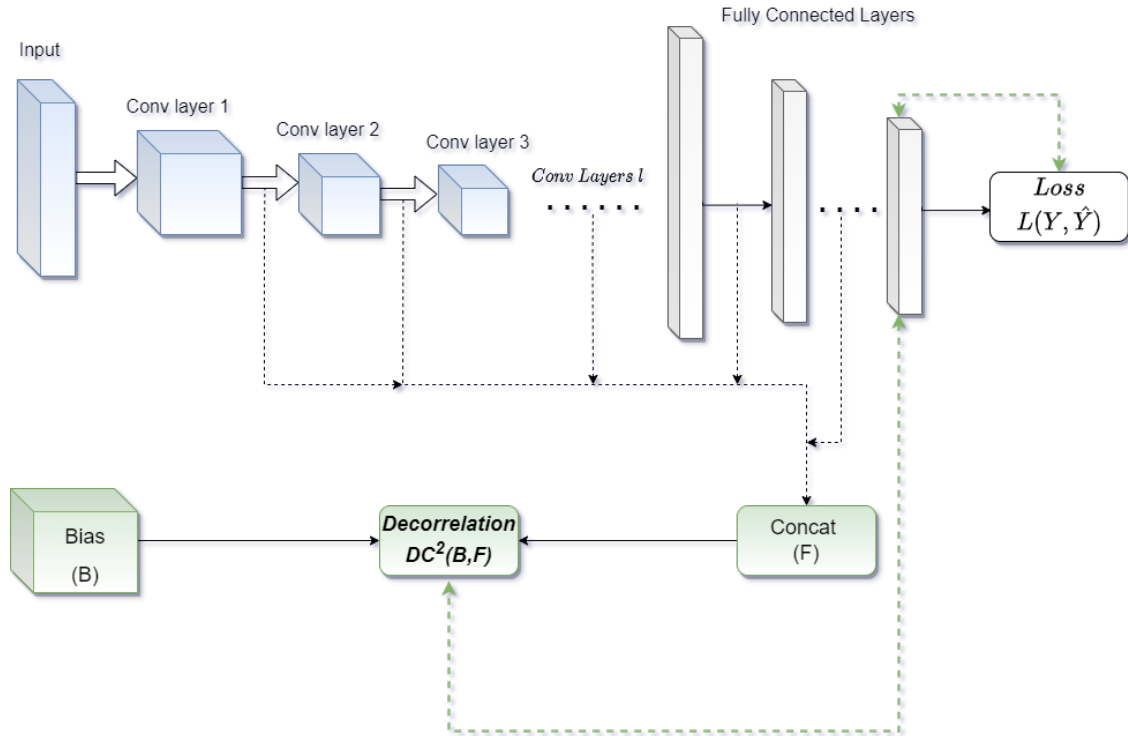 Fully Connected Layers
Input
Conv layer 1
Conv layer 2
Conv layer 3
Conv Layers l
Loss
L(Y, Ŷ)
Bias
(B)
Decorrelation
DC²(B,F)
Concat
(F)